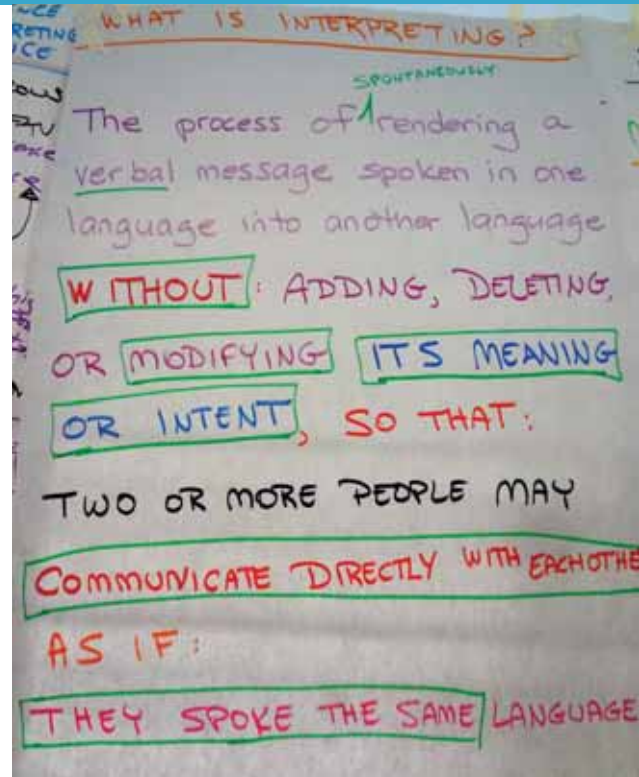 WHAT IS INTERPRETING?
SPONTANEOUSLY
The process of rendering a
verbal message spoken in one
language into another language
WITHOUT: ADDING, DELETING,
OR MODIFYING ITS MEANING
OR INTENT, SO THAT:
TWO OR MORE PEOPLE MAY
COMMUNICATE DIRECTLY WITH EACHOTHE
AS IF:
THEY SPOKE THE SAME LANGUAGE